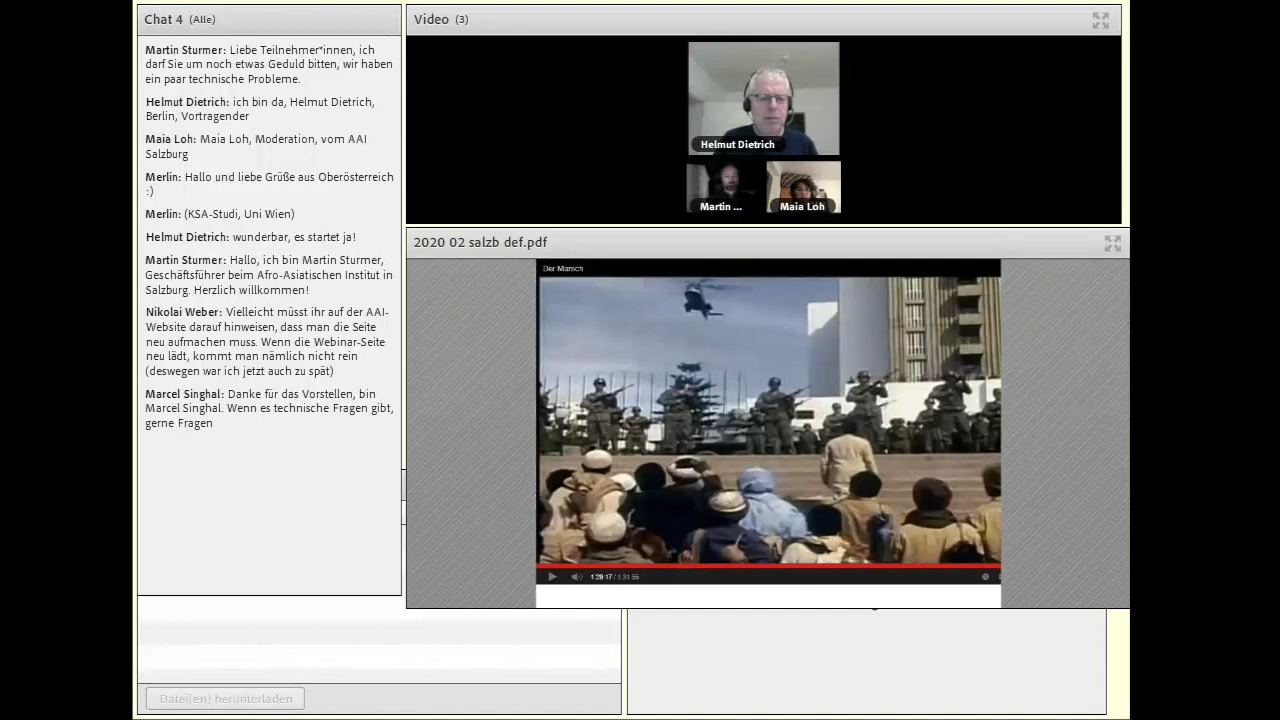 Chat 4 (Alle)
Martin Sturmer: Liebe Teilnehmer*innen, ich
darf Sie um noch etwas Geduld bitten, wir haben
ein paar technische Probleme.
Helmut Dietrich: ich bin da, Helmut Dietrich,
Berlin, Vortragender
Maia Loh: Maia Loh, Moderation, vom AAI
Salzburg
Merlin: Hallo und liebe Grüße aus Oberösterreich
:)
Merlin: (KSA-Studi, Uni Wien)
Helmut Dietrich: wunderbar, es startet ja!
Martin Sturmer: Hallo, ich bin Martin Sturmer,
Geschäftsführer beim Afro-Asiatischen Institut in
Salzburg. Herzlich willkommen!
Nikolai Weber: Vielleicht müsst ihr auf der AAI-
Website darauf hinweisen, dass man die Seite
neu aufmachen muss. Wenn die Webinar-Seite
neu lädt, kommt man nämlich nicht rein
(deswegen war ich jetzt auch zu spät)
Marcel Singhal: Danke für das Vorstellen, bin
Marcel Singhal. Wenn es technische Fragen gibt,
gerne Fragen
Video (3)
Helmut Dietrich
Martin ...
Maia Loh
2020 02 salzb def.pdf
Der Marsch
1:29:17 / 1:31:55
Datei(en) herunterladen